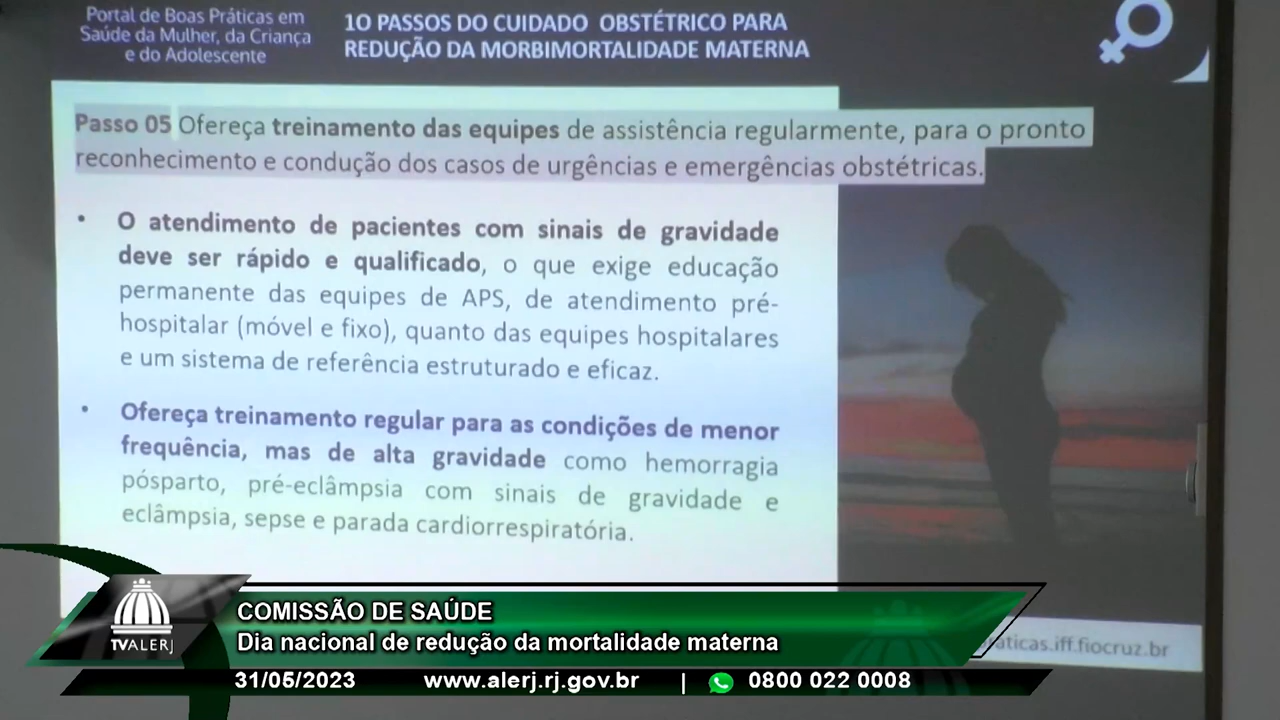 Portal de Boas Práticas em
Saúde da Mulher, da Criança
e do Adolescente
1O PASSOS DO CUIDADO OBSTÉTRICO PARA
REDUÇÃO DA MORBIMORTALIDADE MATERNA
Passo 05 Ofereça treinamento das equipes de assistência regularmente, para o pronto
reconhecimento e condução dos casos de urgências e emergências obstétricas.
• O atendimento de pacientes com sinais de gravidade
deve ser rápido e qualificado, o que exige educação
permanente das equipes de APS, de atendimento pré-
hospitalar (móvel e fixo), quanto das equipes hospitalares
e um sistema de referência estruturado e eficaz.
• Ofereça treinamento regular para as condições de menor
frequência, mas de alta gravidade como hemorragia
pósparto, pré-eclâmpsia com sinais de gravidade e
eclâmpsia, sepse e parada cardiorrespiratória.
aticas.iff.fiocruz.br
TVALERJ
COMISSÃO DE SAÚDE
Dia nacional de redução da mortalidade materna
31/05/2023 www.alerj.rj.gov.br | 0800 022 0008